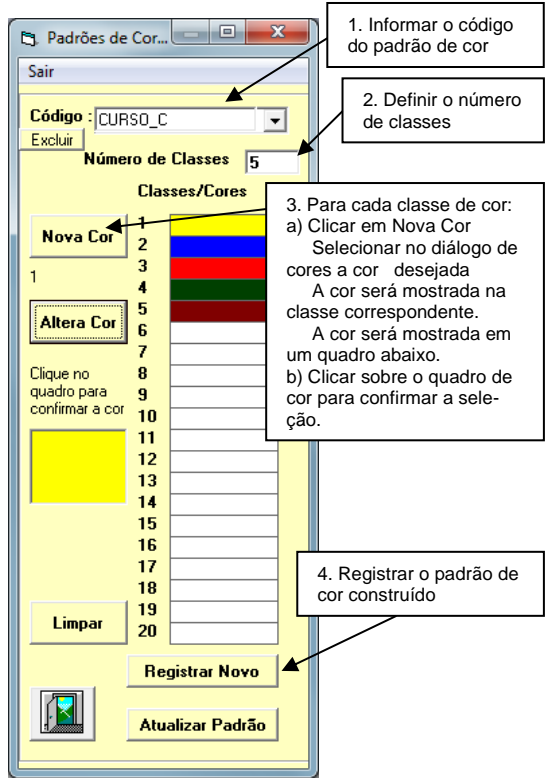 1. Informar o código
do padrão de cor
Padrões de Cor...
Sair
2. Definir o número
de classes
Código : CURSO_C
Excluir
Número de Classes 5
Classes/Cores
3. Para cada classe de cor:
a) Clicar em Nova Cor
Selecionar no diálogo de
cores a cor desejada
A cor será mostrada na
classe correspondente.
A cor será mostrada em
um quadro abaixo.
b) Clicar sobre o quadro de
cor para confirmar a sele-
ção.
Nova Cor
1
Altera Cor
Clique no
quadro para
confirmar a cor
1
2
3
4
5
6
7
8
9
10
11
12
13
14
15
16
17
18
19
20
4. Registrar o padrão de
cor construído
Limpar
Registrar Novo
Atualizar Padrão